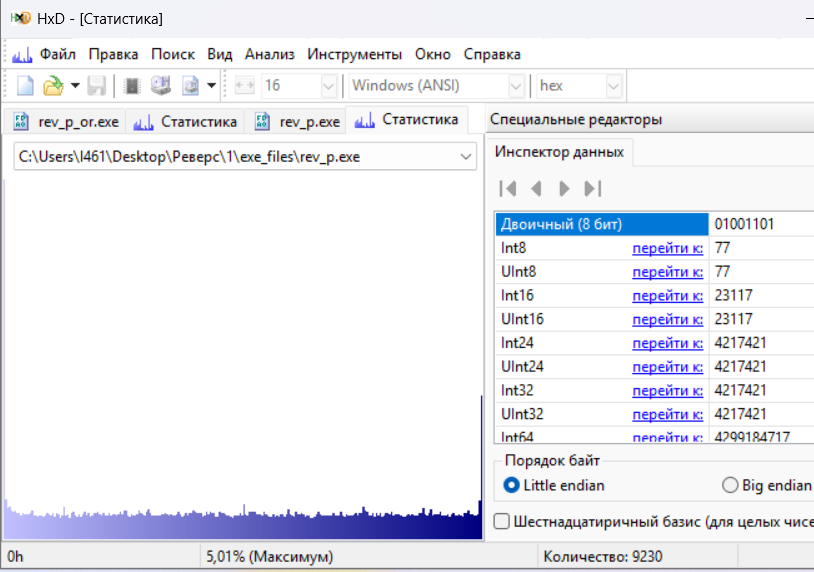 HxD - [Статистика]
Файл Правка Поиск Вид Анализ Инструменты Окно Справка
16 Windows (ANSI) hex
rev_p_or.exe Статистика rev_p.exe Статистика
Специальные редакторы
C:\Users\I461\Desktop\Реверс\1\exe_files\rev_p.exe
Инспектор данных
Двоичный (8 бит) 01001101
Int8 перейти к: 77
UInt8 перейти к: 77
Int16 перейти к: 23117
UInt16 перейти к: 23117
Int24 перейти к: 4217421
UInt24 перейти к: 4217421
Int32 перейти к: 4217421
UInt32 перейти к: 4217421
Int64 перейти к: 4299184717
Порядок байт
Little endian Big endian
Шестнадцатиричный базис (для целых чисе
0h 5,01% (Максимум) Количество: 9230